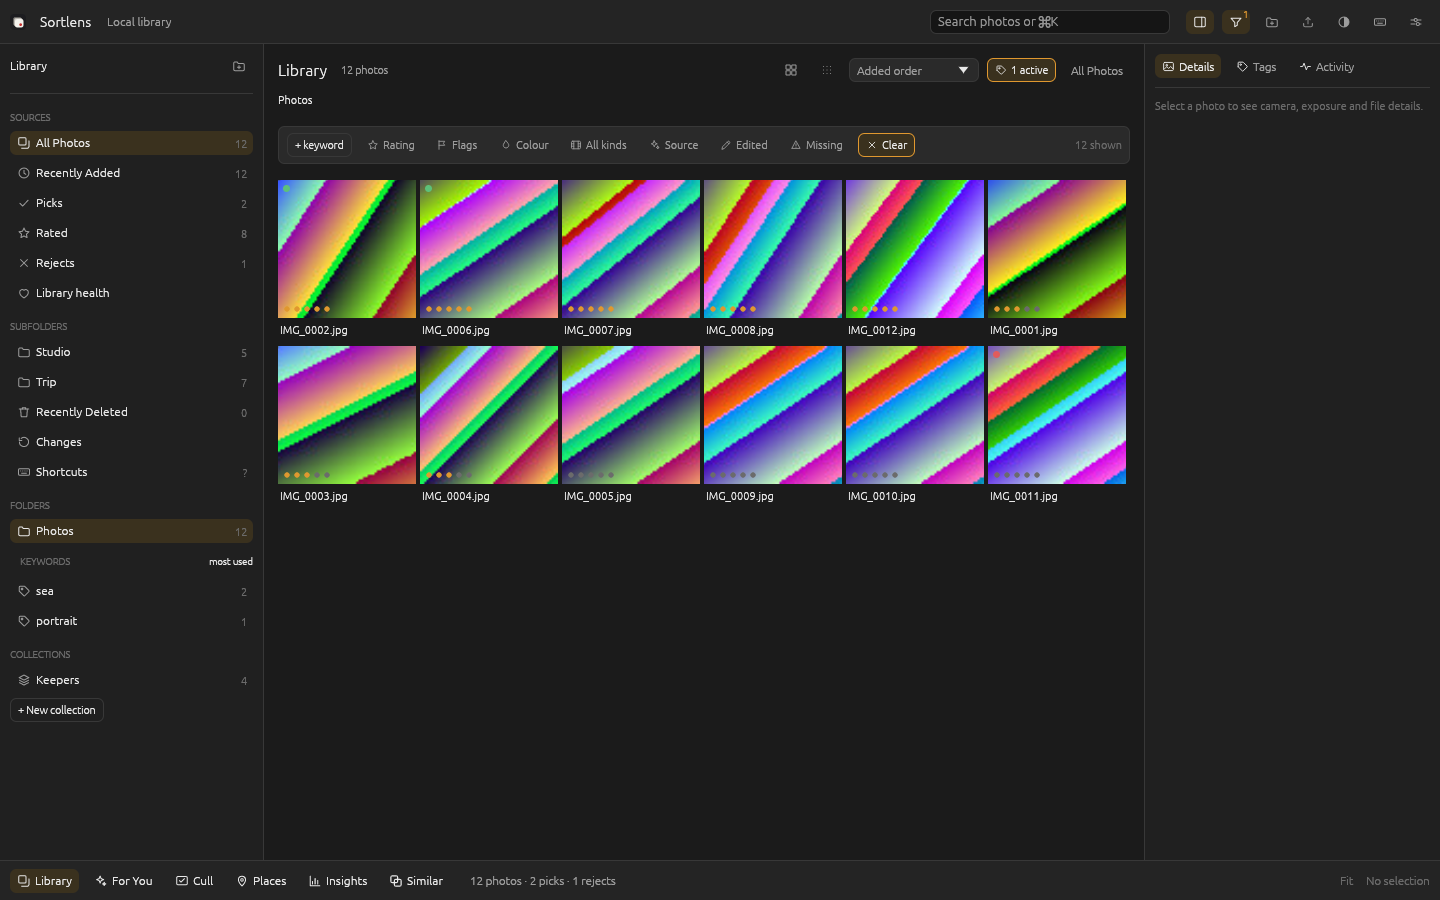 Sortlens Local library Search photos or ⌘K
Library
SOURCES
All Photos 12
Recently Added 12
Picks 2
Rated 8
Rejects 1
Library health
SUBFOLDERS
Studio 5
Trip 7
Recently Deleted 0
Changes
Shortcuts ?
FOLDERS
Photos 12
KEYWORDS most used
sea 2
portrait 1
COLLECTIONS
Keepers 4
+ New collection
Library 12 photos Added order 1 active All Photos
Photos
+ keyword Rating Flags Colour All kinds Source Edited Missing Clear 12 shown
IMG_0002.jpg IMG_0006.jpg IMG_0007.jpg IMG_0008.jpg IMG_0012.jpg IMG_0001.jpg
IMG_0003.jpg IMG_0004.jpg IMG_0005.jpg IMG_0009.jpg IMG_0010.jpg IMG_0011.jpg
Details Tags Activity
Select a photo to see camera, exposure and file details.
Library For You Cull Places Insights Similar 12 photos · 2 picks · 1 rejects Fit No selection